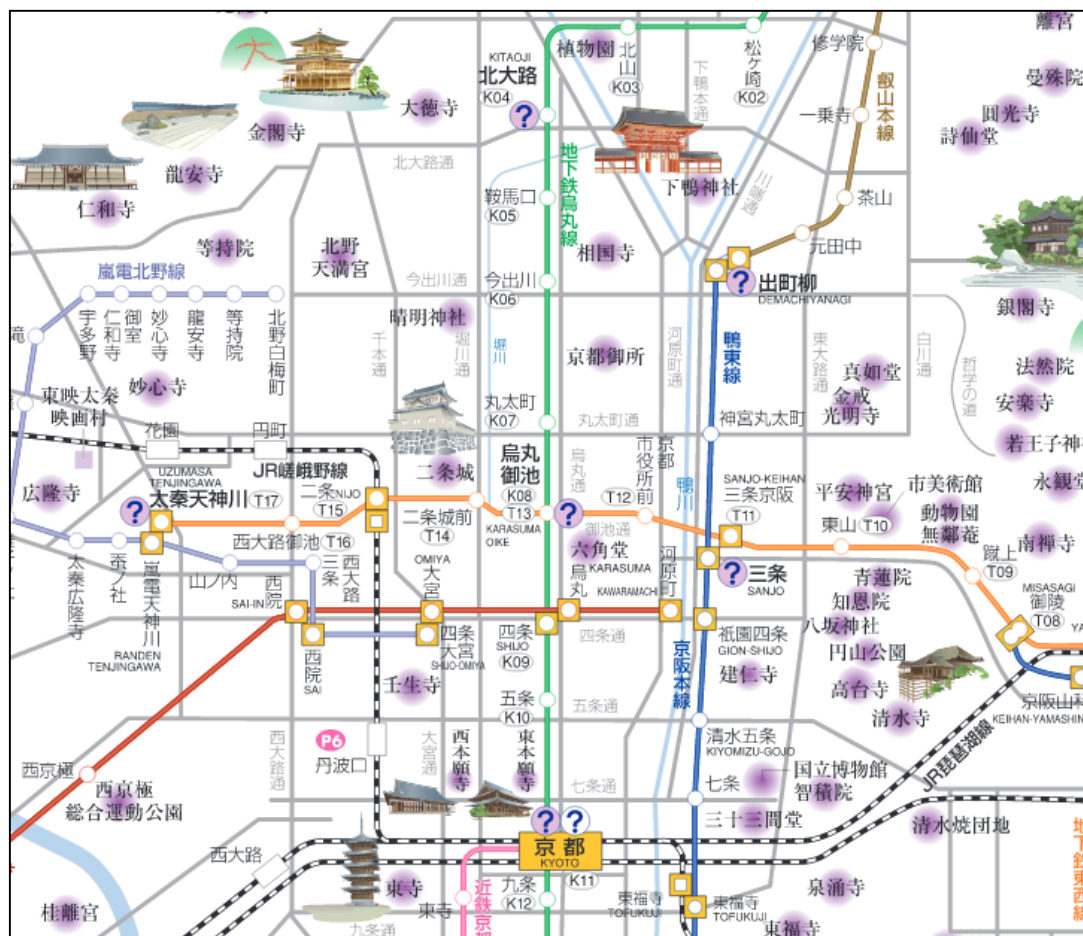 離宮
KITAOJI
北大路
K04
植物園
北山
K03
松ヶ崎
K02
修学院
曼殊院
圓光寺
詩仙堂
叡山本線
一乗寺
下鴨本通
大徳寺
金閣寺
龍安寺
仁和寺
北大路通
地下鉄烏丸線
下鴨神社
川端通
茶山
鞍馬口
K05
等持院
北野
天満宮
相国寺
元田中
嵐電北野線
今出川通
今出川
K06
出町柳
DEMACHIYANAGI
銀閣寺
滝
宇多野
御室
仁和寺
妙心寺
龍安寺
等持院
北野白梅町
晴明神社
千本通
堀川通
堀川
京都御所
河原町通
鴨東線
東大路通
白川通
哲学の道
真如堂
金戒
光明寺
法然院
安楽寺
若王子神
永観堂
妙心寺
東映太秦
映画村
丸太町
K07
丸太町通
神宮丸太町
花園
円町
JR嵯峨野線
UZUMASA
TENJINGAWA
太秦天神川
T17
広隆寺
二条城
烏丸
御池
K08
T13
KARASUMA
OIKE
烏丸通
御池通
T12
京都
市役所前
鴨川
SANJO-KEIHAN
三条京阪
T11
平安神宮
市美術館
東山
T10
動物園
無鄰菴
南禅寺
二条
NIJO
T15
二条城前
T14
西大路御池
T16
六角堂
三条
SANJO
蹴上
T09
MISASAGI
御陵
T08
YA
太秦広隆寺
蚕ノ社
嵐電天神川
RANDEN
TENJINGAWA
山ノ内
西大路
三条
西院
SAI-IN
西院
SAI
OMIYA
大宮
四条
大宮
SHIJO-OMIYA
四条
SHIJO
K09
烏丸
KARASUMA
河原町
KAWARAMACHI
四条通
祇園四条
GION-SHIJO
青蓮院
知恩院
八坂神社
円山公園
高台寺
清水寺
建仁寺
京阪本線
京阪山科
KEIHAN-YAMASHIN
壬生寺
五条
K10
五条通
清水五条
KIYOMIZU-GOJO
JR琵琶湖線
西京極
西京極
総合運動公園
西大路通
P6
丹波口
大宮通
西本願寺
東本願寺
七条通
七条
国立博物館
智積院
三十三間堂
清水焼団地
地下鉄東西線
京都
KYOTO
K11
西大路
桂離宮
東寺
東寺
近鉄京都
九条
K12
九条通
東福寺
TOFUKUJI
東福寺
TOFUKUJI
泉涌寺
東福寺